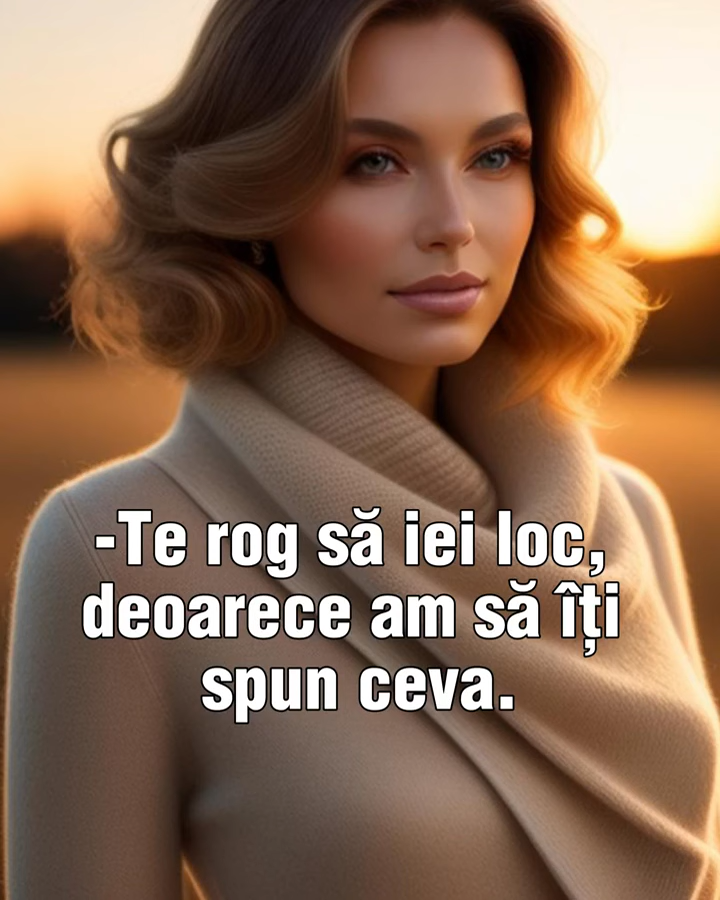 -Te rog să iei loc,
deoarece am să îți
spun ceva.